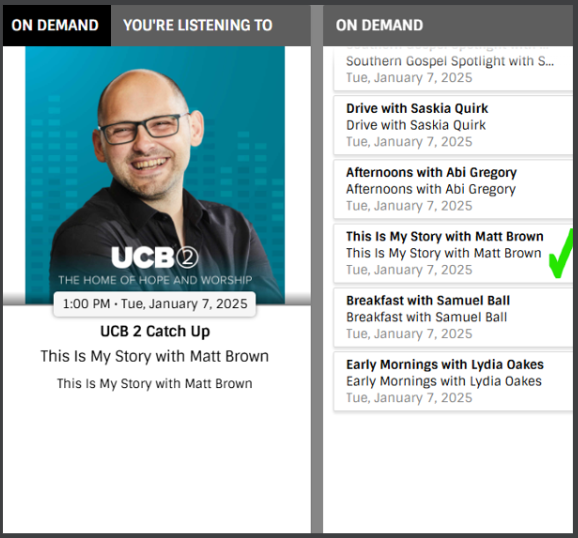 ON DEMAND
YOU'RE LISTENING TO
UCB2
THE HOME OF HOPE AND WORSHIP
1:00 PM • Tue, January 7, 2025
UCB 2 Catch Up
This Is My Story with Matt Brown
This Is My Story with Matt Brown
ON DEMAND
Southern Gospel Spotlight with S...
Tue, January 7, 2025
Drive with Saskia Quirk
Drive with Saskia Quirk
Tue, January 7, 2025
Afternoons with Abi Gregory
Afternoons with Abi Gregory
Tue, January 7, 2025
This Is My Story with Matt Brown
This Is My Story with Matt Brown
Tue, January 7, 2025
Breakfast with Samuel Ball
Breakfast with Samuel Ball
Tue, January 7, 2025
Early Mornings with Lydia Oakes
Early Mornings with Lydia Oakes
Tue, January 7, 2025